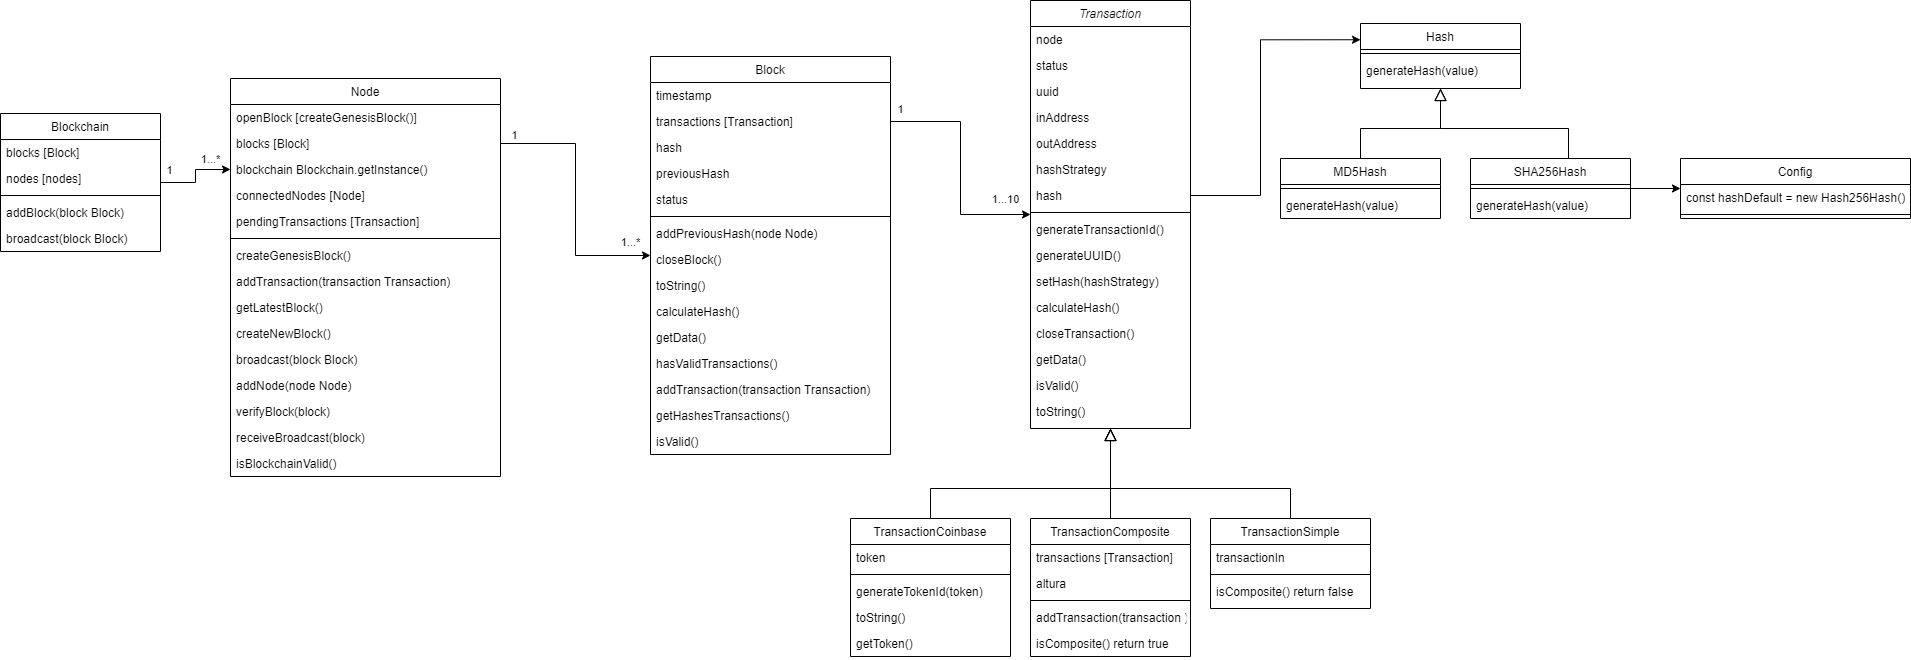 Blockchain
blocks [Block]
nodes [nodes]
addBlock(block Block)
broadcast(block Block)
1
1...*
Node
openBlock [createGenesisBlock()]
blocks [Block]
blockchain Blockchain.getInstance()
connectedNodes [Node]
pendingTransactions [Transaction]
createGenesisBlock()
addTransaction(transaction Transaction)
getLatestBlock()
createNewBlock()
broadcast(block Block)
addNode(node Node)
verifyBlock(block)
receiveBroadcast(block)
isBlockchainValid()
1
1...*
Block
timestamp
transactions [Transaction]
hash
previousHash
status
addPreviousHash(node Node)
closeBlock()
toString()
calculateHash()
getData()
hasValidTransactions()
addTransaction(transaction Transaction)
getHashesTransactions()
isValid()
1
1...10
Transaction
node
status
uuid
inAddress
outAddress
hashStrategy
hash
generateTransactionId()
generateUUID()
setHash(hashStrategy)
calculateHash()
closeTransaction()
getData()
isValid()
toString()
Hash
generateHash(value)
MD5Hash
generateHash(value)
SHA256Hash
generateHash(value)
Config
const hashDefault = new Hash256Hash()
TransactionCoinbase
token
generateTokenId(token)
toString()
getToken()
TransactionComposite
transactions [Transaction]
altura
addTransaction(transaction )
isComposite() return true
TransactionSimple
transactionIn
isComposite() return false